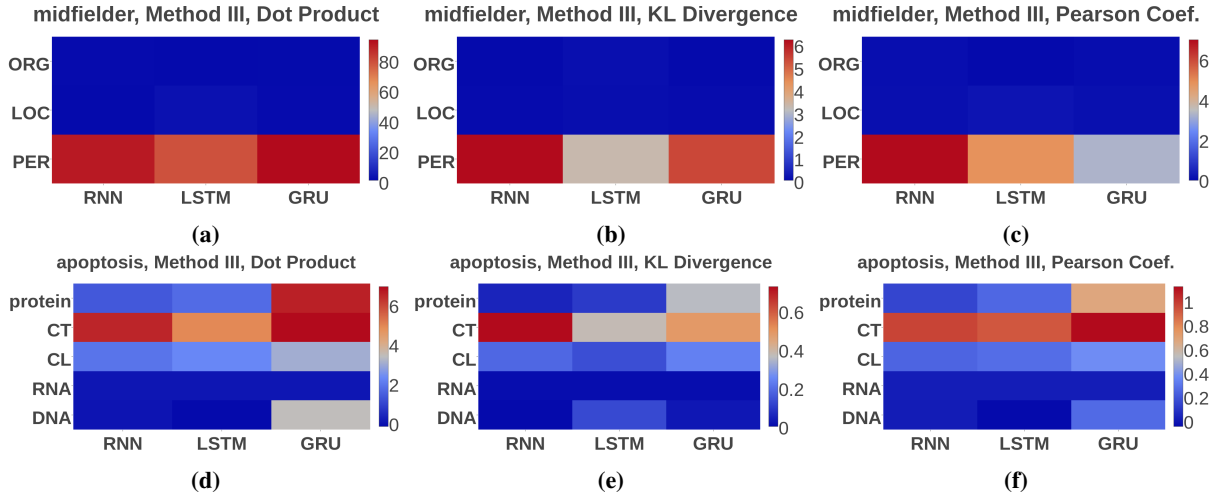 midfielder, Method III, Dot Product
ORG
LOC
PER
RNN LSTM GRU
80
60
40
20
0
(a)
midfielder, Method III, KL Divergence
ORG
LOC
PER
RNN LSTM GRU
6
5
4
3
2
1
0
(b)
midfielder, Method III, Pearson Coef.
ORG
LOC
PER
RNN LSTM GRU
6
4
2
0
(c)
apoptosis, Method III, Dot Product
protein
CT
CL
RNA
DNA
RNN LSTM GRU
6
4
2
0
(d)
apoptosis, Method III, KL Divergence
protein
CT
CL
RNA
DNA
RNN LSTM GRU
0.6
0.4
0.2
0
(e)
apoptosis, Method III, Pearson Coef.
protein
CT
CL
RNA
DNA
RNN LSTM GRU
1
0.8
0.6
0.4
0.2
0
(f)